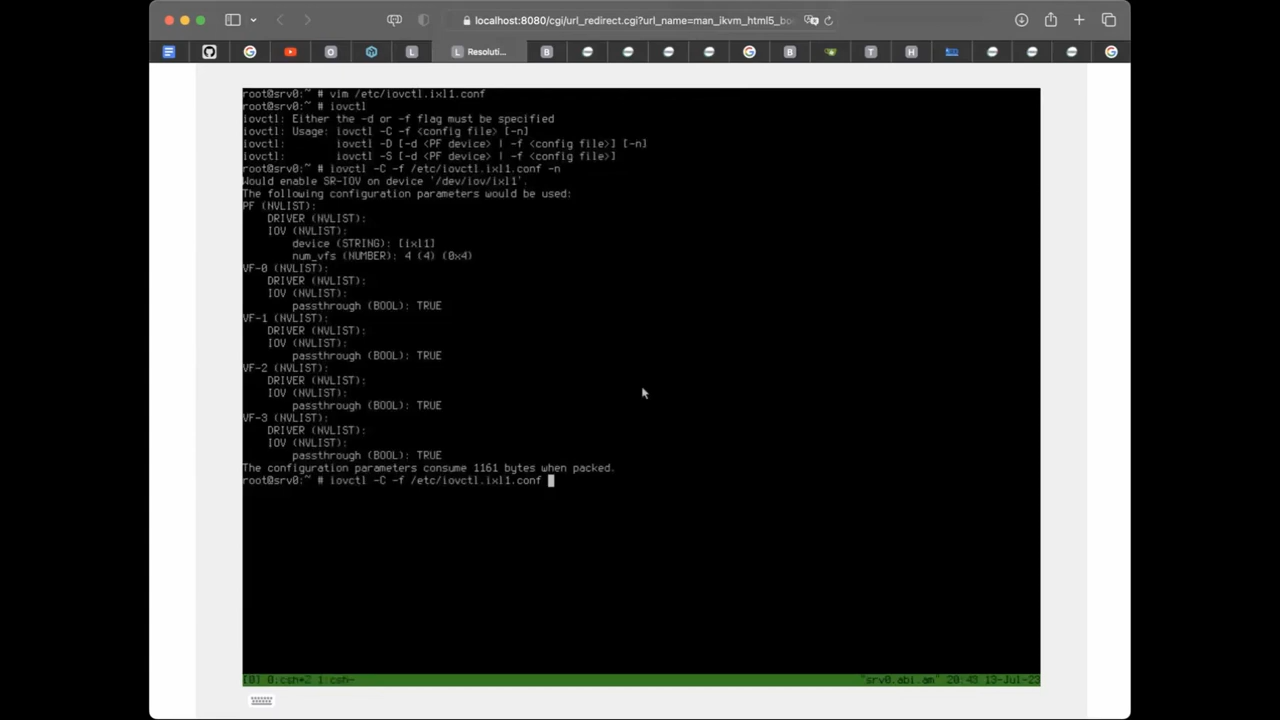 localhost:8080/cgi/url_redirect.cgi?url_name=man_ikvm_html5_bo
Resoluti...
root@srv0:~ # vim /etc/iovctl.ixl1.conf
root@srv0:~ # iovctl
iovctl: Either the -d or -f flag must be specified
iovctl: Usage: iovctl -C -f <config file> [-n]
iovctl:        iovctl -D [-d <PF device> | -f <config file>] [-n]
iovctl:        iovctl -S [-d <PF device> | -f <config file>]
root@srv0:~ # iovctl -C -f /etc/iovctl.ixl1.conf -n
Would enable SR-IOV on device '/dev/iov/ixl1'.
The following configuration parameters would be used:
PF (NVLIST):
    DRIVER (NVLIST):
    IOV (NVLIST):
        device (STRING): [ixl1]
        num_vfs (NUMBER): 4 (4) (0x4)
VF-0 (NVLIST):
    DRIVER (NVLIST):
    IOV (NVLIST):
        passthrough (BOOL): TRUE
VF-1 (NVLIST):
    DRIVER (NVLIST):
    IOV (NVLIST):
        passthrough (BOOL): TRUE
VF-2 (NVLIST):
    DRIVER (NVLIST):
    IOV (NVLIST):
        passthrough (BOOL): TRUE
VF-3 (NVLIST):
    DRIVER (NVLIST):
    IOV (NVLIST):
        passthrough (BOOL): TRUE
The configuration parameters consume 1161 bytes when packed.
root@srv0:~ # iovctl -C -f /etc/iovctl.ixl1.conf
[0] 0:csh*Z 1:csh- "srv0.abi.am" 20:43 13-Jul-23